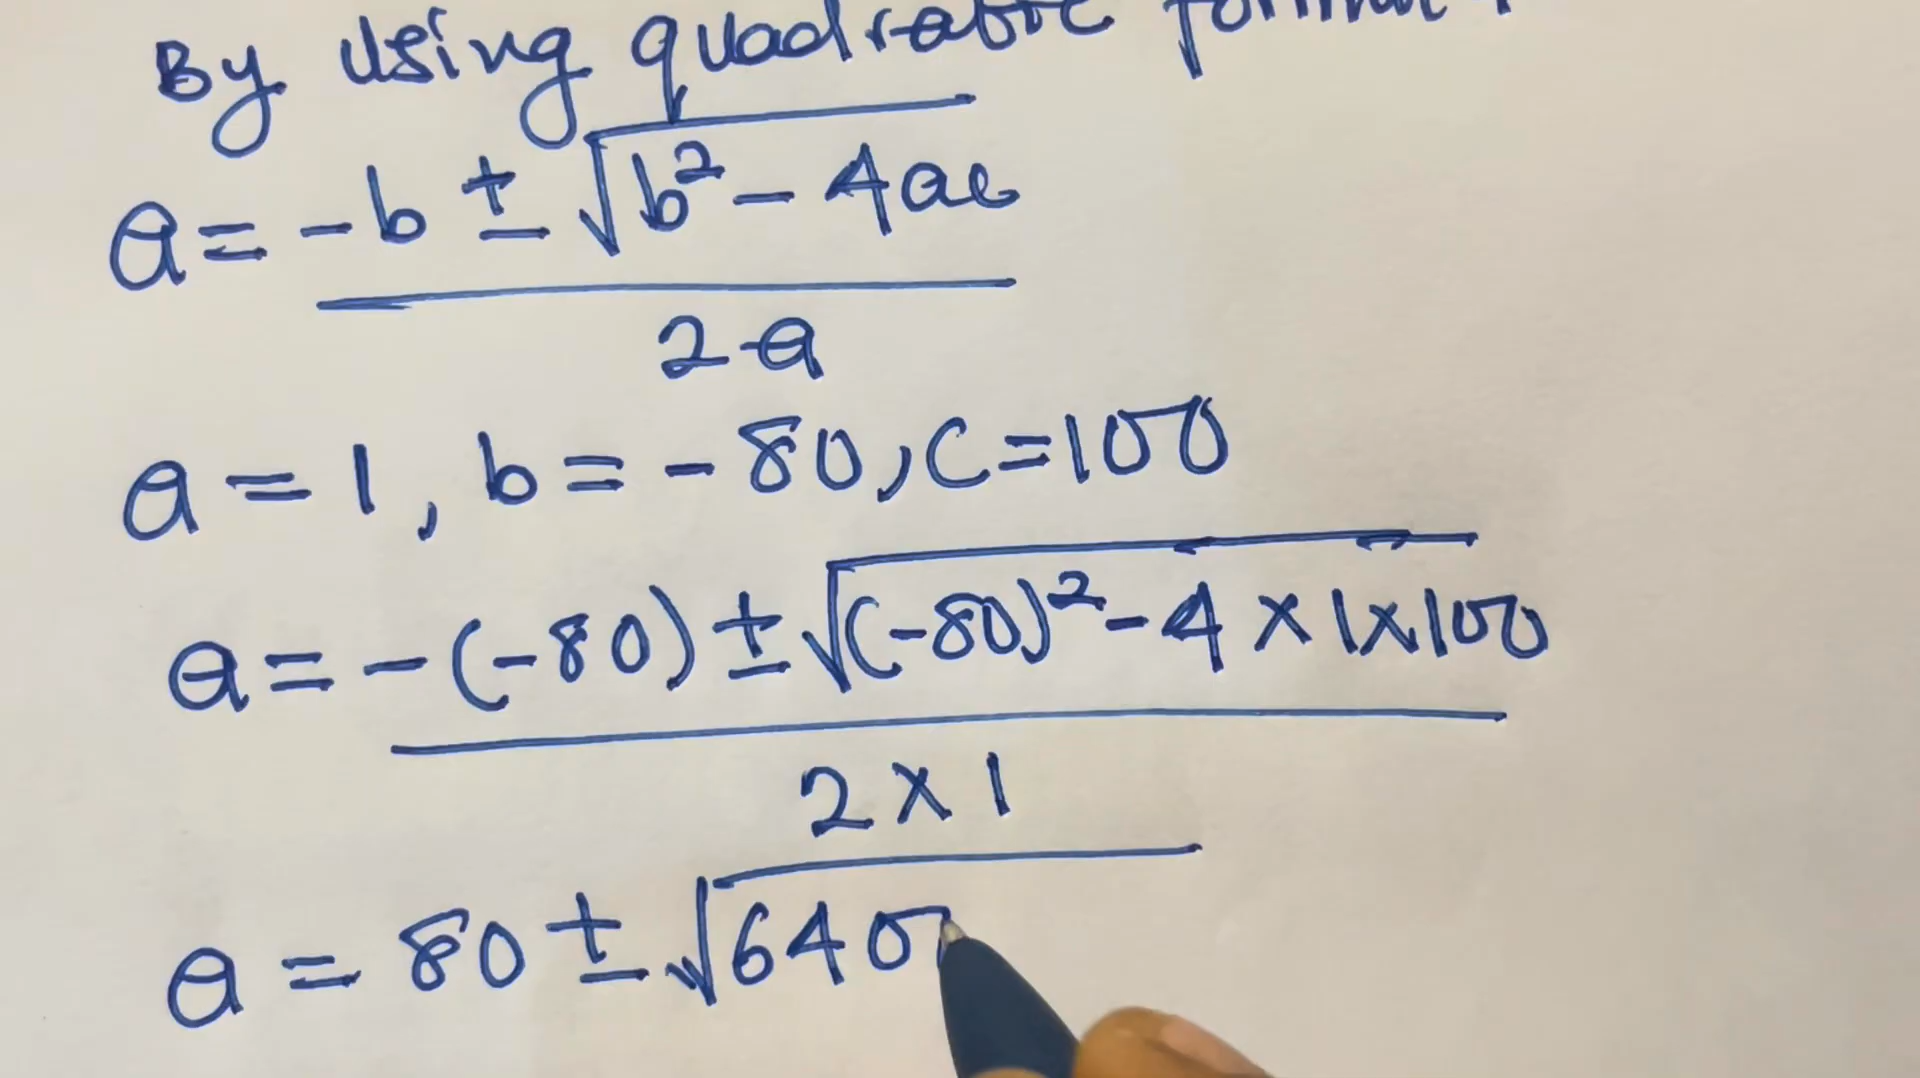 By using quadratic
a = -b ± √b² - 4ac
2a
a = 1, b = -80, c = 100
a = -(-80) ± √(-80)² - 4 × 1 × 100
2 × 1
a = 80 ± √640